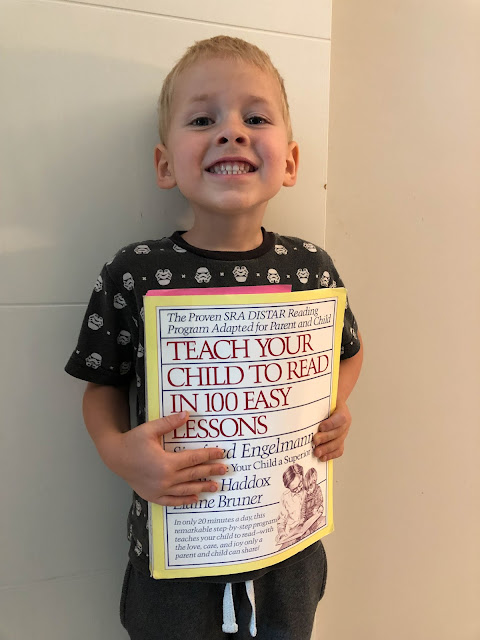 The Proven SRA DISTAR Reading
Program Adapted for Parent and Child
TEACH YOUR
CHILD TO READ
IN 100 EASY
LESSONS
Siegfried Engelmann
Your Child a Superior
Haddox
Elaine Bruner
In only 20 minutes a day, this
remarkable step-by-step program
teaches your child to read—with
the love, care, and joy only a
parent and child can share!